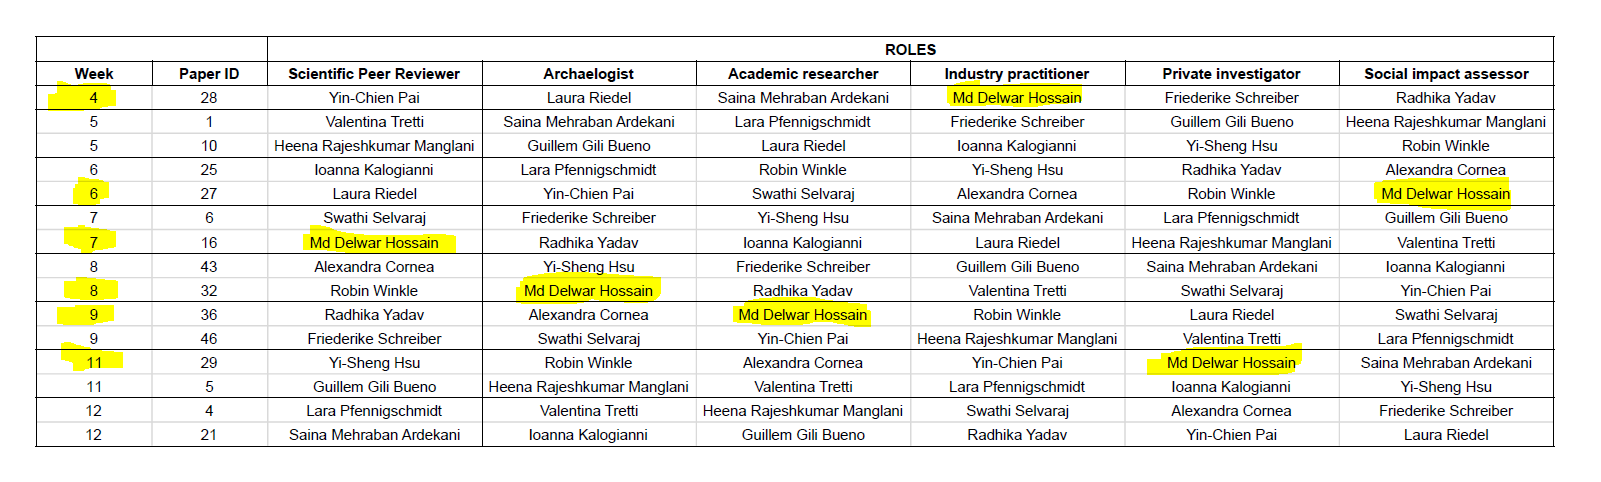 ROLES
Week Paper ID Scientific Peer Reviewer Archaelogist Academic researcher Industry practitioner Private investigator Social impact assessor
4 28 Yin-Chien Pai Laura Riedel Saina Mehraban Ardekani Md Delwar Hossain Friederike Schreiber Radhika Yadav
5 1 Valentina Tretti Saina Mehraban Ardekani Lara Pfennigschmidt Friederike Schreiber Guillem Gili Bueno Heena Rajeshkumar Manglani
5 10 Heena Rajeshkumar Manglani Guillem Gili Bueno Laura Riedel Ioanna Kalogianni Yi-Sheng Hsu Robin Winkle
6 25 Ioanna Kalogianni Lara Pfennigschmidt Robin Winkle Yi-Sheng Hsu Radhika Yadav Alexandra Cornea
6 27 Laura Riedel Yin-Chien Pai Swathi Selvaraj Alexandra Cornea Robin Winkle Md Delwar Hossain
7 6 Swathi Selvaraj Friederike Schreiber Yi-Sheng Hsu Saina Mehraban Ardekani Lara Pfennigschmidt Guillem Gili Bueno
7 16 Md Delwar Hossain Radhika Yadav Ioanna Kalogianni Laura Riedel Heena Rajeshkumar Manglani Valentina Tretti
8 43 Alexandra Cornea Yi-Sheng Hsu Friederike Schreiber Guillem Gili Bueno Saina Mehraban Ardekani Ioanna Kalogianni
8 32 Robin Winkle Md Delwar Hossain Radhika Yadav Valentina Tretti Swathi Selvaraj Yin-Chien Pai
9 36 Radhika Yadav Alexandra Cornea Md Delwar Hossain Robin Winkle Laura Riedel Swathi Selvaraj
9 46 Friederike Schreiber Swathi Selvaraj Yin-Chien Pai Heena Rajeshkumar Manglani Valentina Tretti Lara Pfennigschmidt
11 29 Yi-Sheng Hsu Robin Winkle Alexandra Cornea Yin-Chien Pai Md Delwar Hossain Saina Mehraban Ardekani
11 5 Guillem Gili Bueno Heena Rajeshkumar Manglani Valentina Tretti Lara Pfennigschmidt Ioanna Kalogianni Yi-Sheng Hsu
12 4 Lara Pfennigschmidt Valentina Tretti Heena Rajeshkumar Manglani Swathi Selvaraj Alexandra Cornea Friederike Schreiber
12 21 Saina Mehraban Ardekani Ioanna Kalogianni Guillem Gili Bueno Radhika Yadav Yin-Chien Pai Laura Riedel